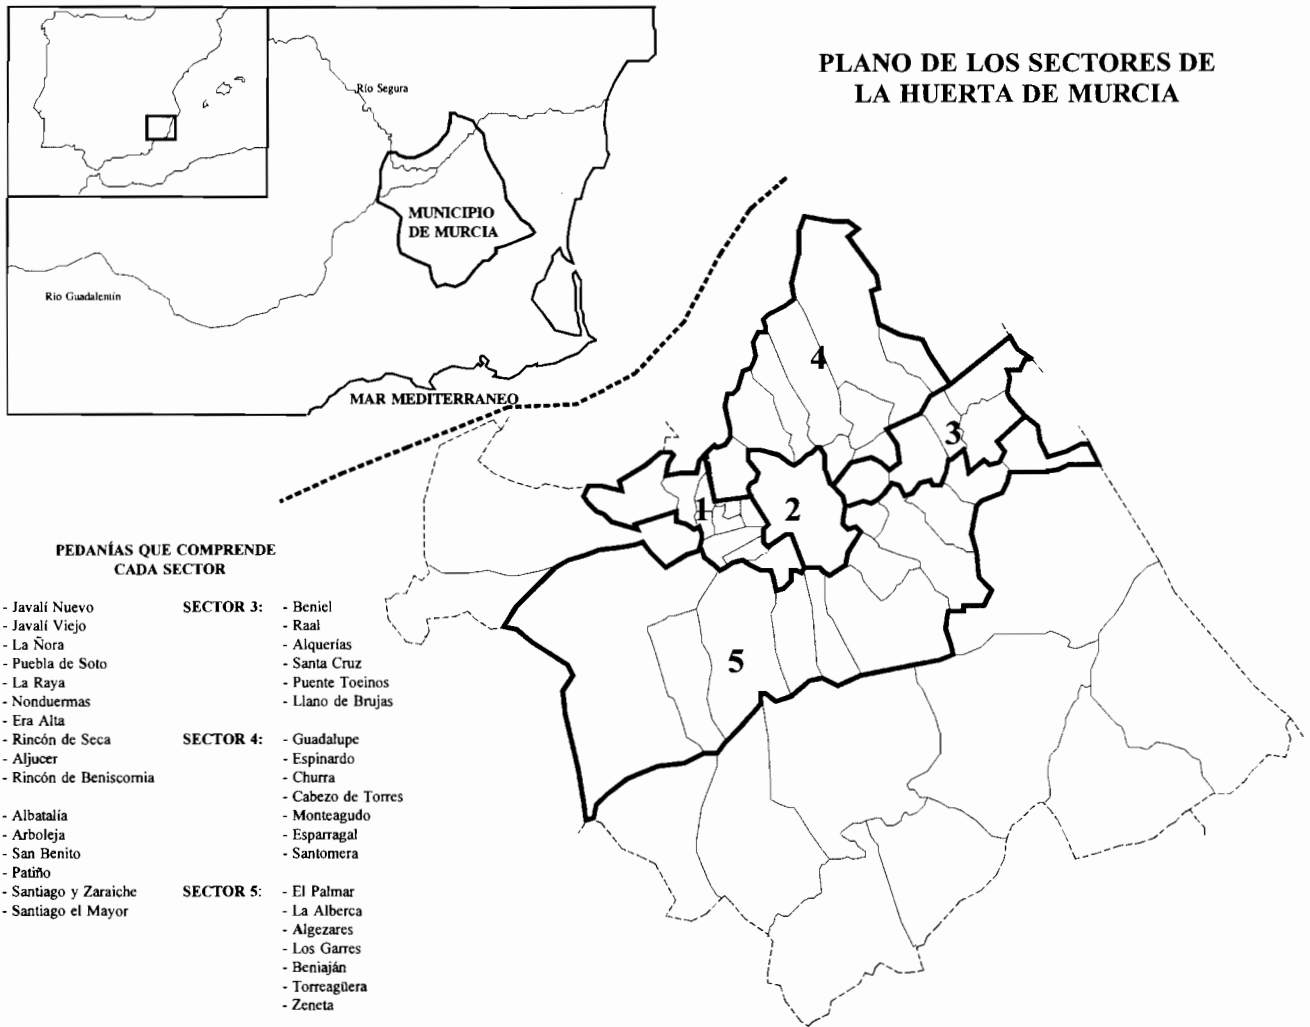 PLANO DE LOS SECTORES DE
LA HUERTA DE MURCIA
Río Segura
MUNICIPIO
DE MURCIA
Río Guadalentín
MAR MEDITERRANEO
4
3
1
2
5
PEDANÍAS QUE COMPRENDE
CADA SECTOR
- Javalí Nuevo
- Javalí Viejo
- La Ñora
- Puebla de Soto
- La Raya
- Nonduermas
- Era Alta
- Rincón de Seca
- Aljucer
- Rincón de Beniscornia
- Albatalía
- Arboleja
- San Benito
- Patiño
- Santiago y Zaraiche
- Santiago el Mayor
SECTOR 3: - Beniel
- Raal
- Alquerías
- Santa Cruz
- Puente Tocinos
- Llano de Brujas
SECTOR 4: - Guadalupe
- Espinardo
- Churra
- Cabezo de Torres
- Monteagudo
- Esparragal
- Santomera
SECTOR 5: - El Palmar
- La Alberca
- Algezares
- Los Garres
- Beniaján
- Torreagüera
- Zeneta